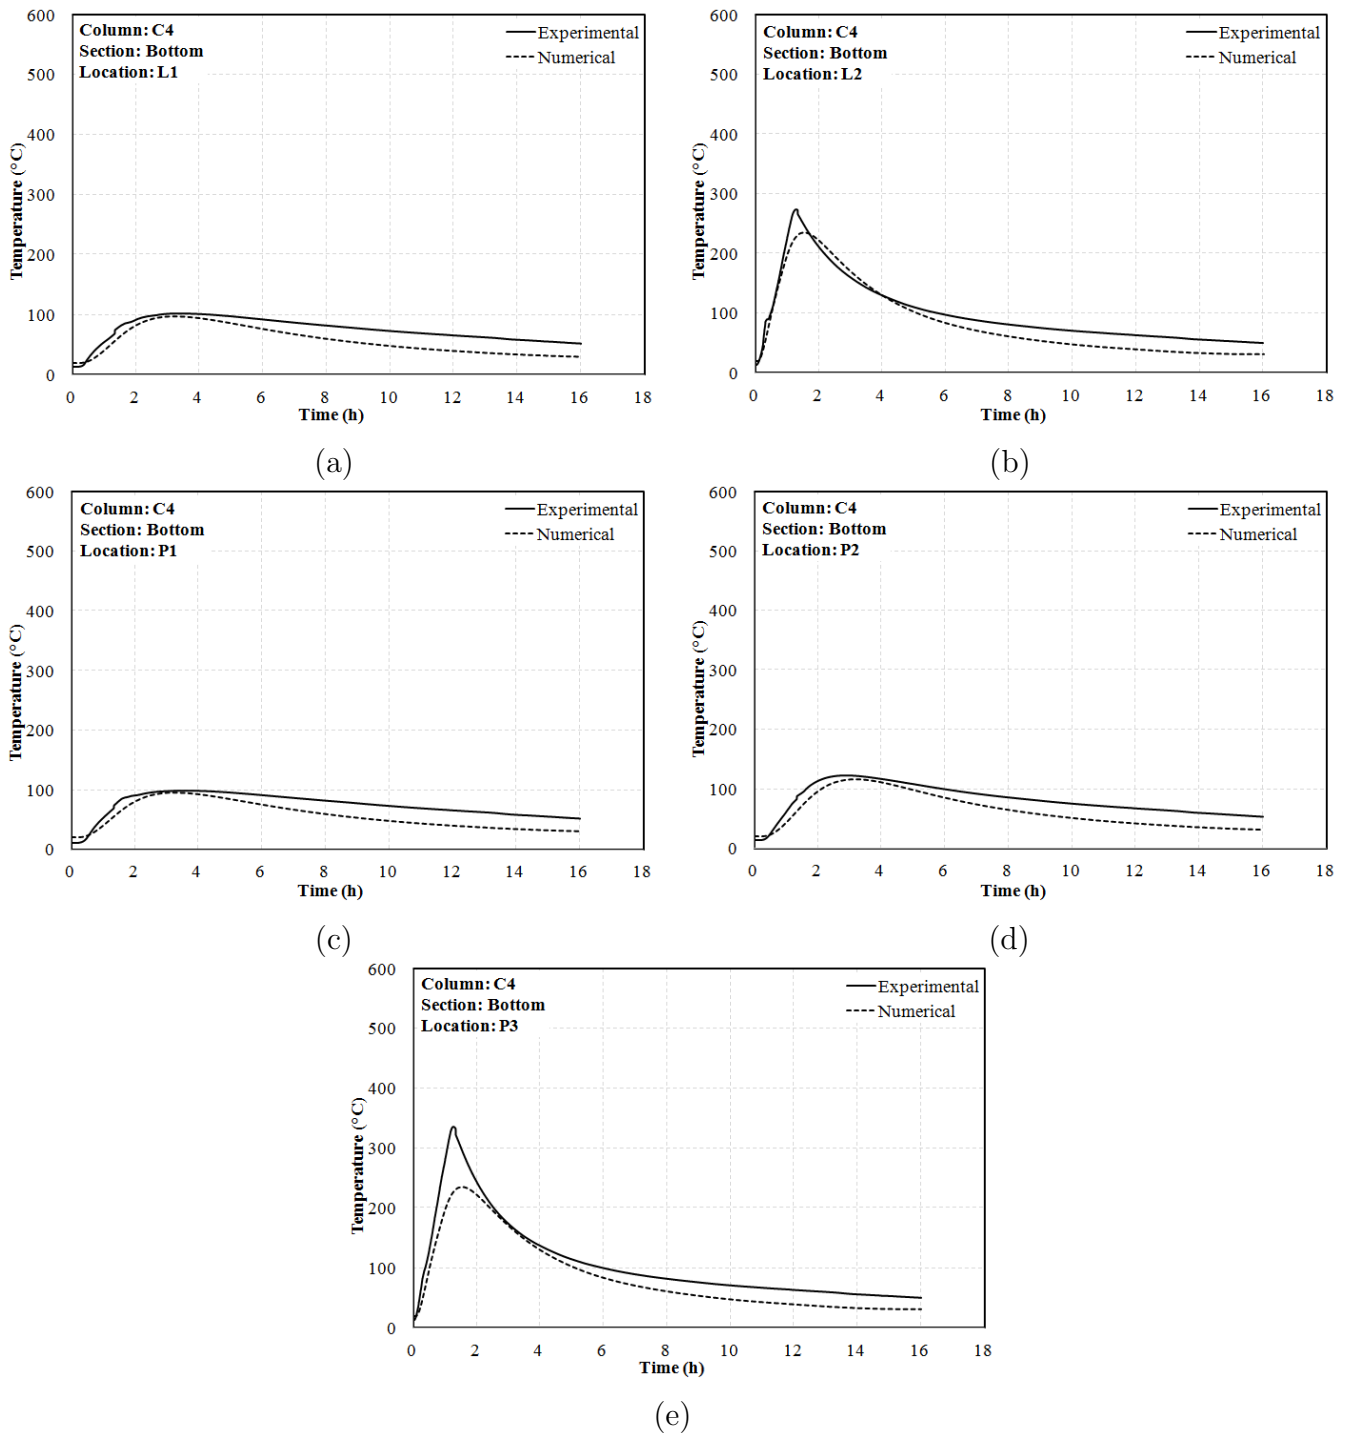 Column: C4
Section: Bottom
Location: L1
Experimental
Numerical
600
500
400
300
200
100
0
Temperature (°C)
0 2 4 6 8 10 12 14 16 18
Time (h)
(a)
Column: C4
Section: Bottom
Location: L2
Experimental
Numerical
600
500
400
300
200
100
0
Temperature (°C)
0 2 4 6 8 10 12 14 16 18
Time (h)
(b)
Column: C4
Section: Bottom
Location: P1
Experimental
Numerical
600
500
400
300
200
100
0
Temperature (°C)
0 2 4 6 8 10 12 14 16 18
Time (h)
(c)
Column: C4
Section: Bottom
Location: P2
Experimental
Numerical
600
500
400
300
200
100
0
Temperature (°C)
0 2 4 6 8 10 12 14 16 18
Time (h)
(d)
Column: C4
Section: Bottom
Location: P3
Experimental
Numerical
600
500
400
300
200
100
0
Temperature (°C)
0 2 4 6 8 10 12 14 16 18
Time (h)
(e)